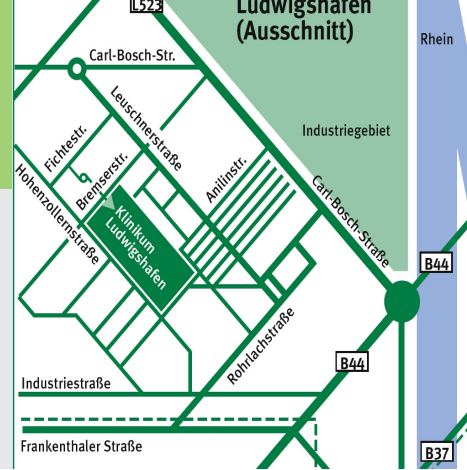 L523
Ludwigshafen
(Ausschnitt)
Rhein
Carl-Bosch-Str.
Leuschnerstraße
Industriegebiet
Fichtestr.
Bremserstr.
Anilinstr.
Hohenzollernstraße
Klinikum
Ludwigshafen
Carl-Bosch-Straße
B44
Rohrlachstraße
B44
Industriestraße
Frankenthaler Straße
B37